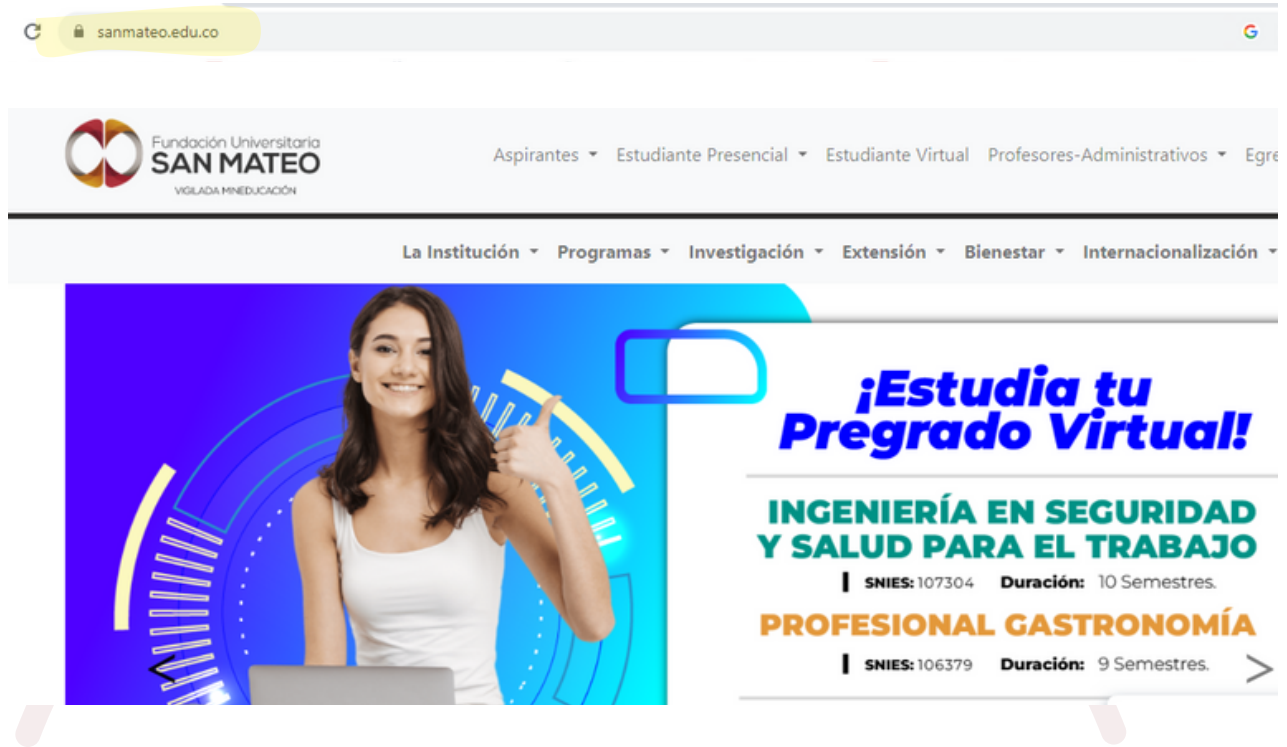 sanmateo.edu.co
Fundación Universitaria
SAN MATEO
VIGILADA MINEDUCACIÓN
Aspirantes Estudiante Presencial Estudiante Virtual Profesores-Administrativos Egre
La Institución Programas Investigación Extensión Bienestar Internacionalización
¡Estudia tu
Pregrado Virtual!
INGENIERÍA EN SEGURIDAD
Y SALUD PARA EL TRABAJO
SNIES: 107304 Duración: 10 Semestres.
PROFESIONAL GASTRONOMÍA
SNIES: 106379 Duración: 9 Semestres.